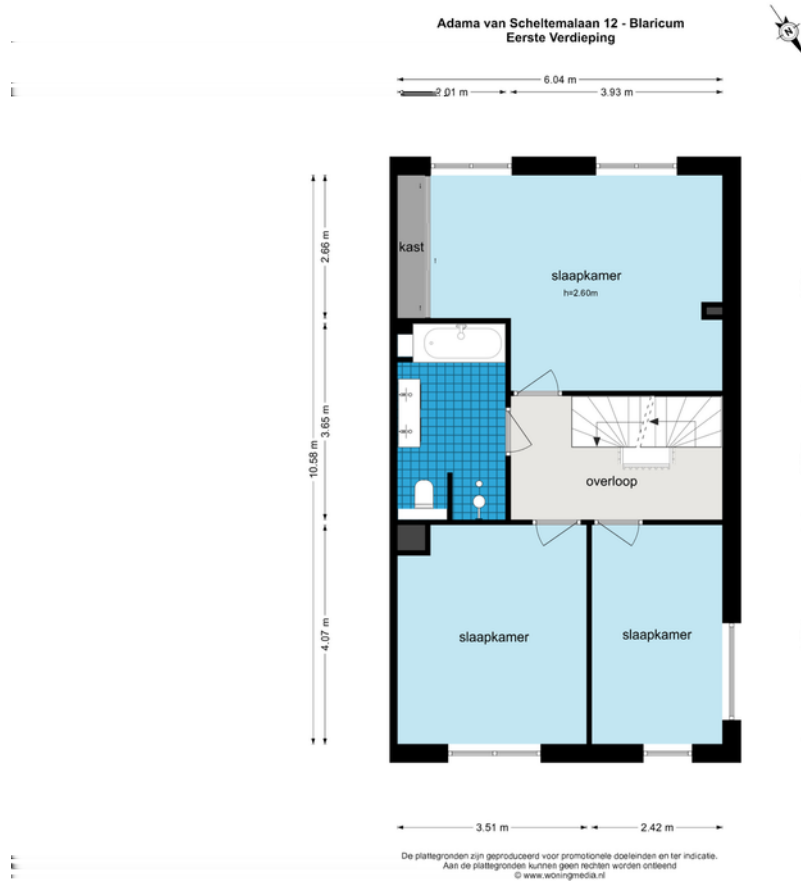 Adama van Scheltemalaan 12 - Blaricum
Eerste Verdieping
N
6.04 m
2.01 m
3.93 m
kast
slaapkamer
h=2.60m
2.66 m
3.65 m
10.58 m
4.07 m
overloop
slaapkamer
slaapkamer
3.51 m
2.42 m
De plattegronden zijn geproduceerd voor promotionele doeleinden en ter indicatie.
Aan de plattegronden kunnen geen rechten worden ontleend
© www.woningmedia.nl